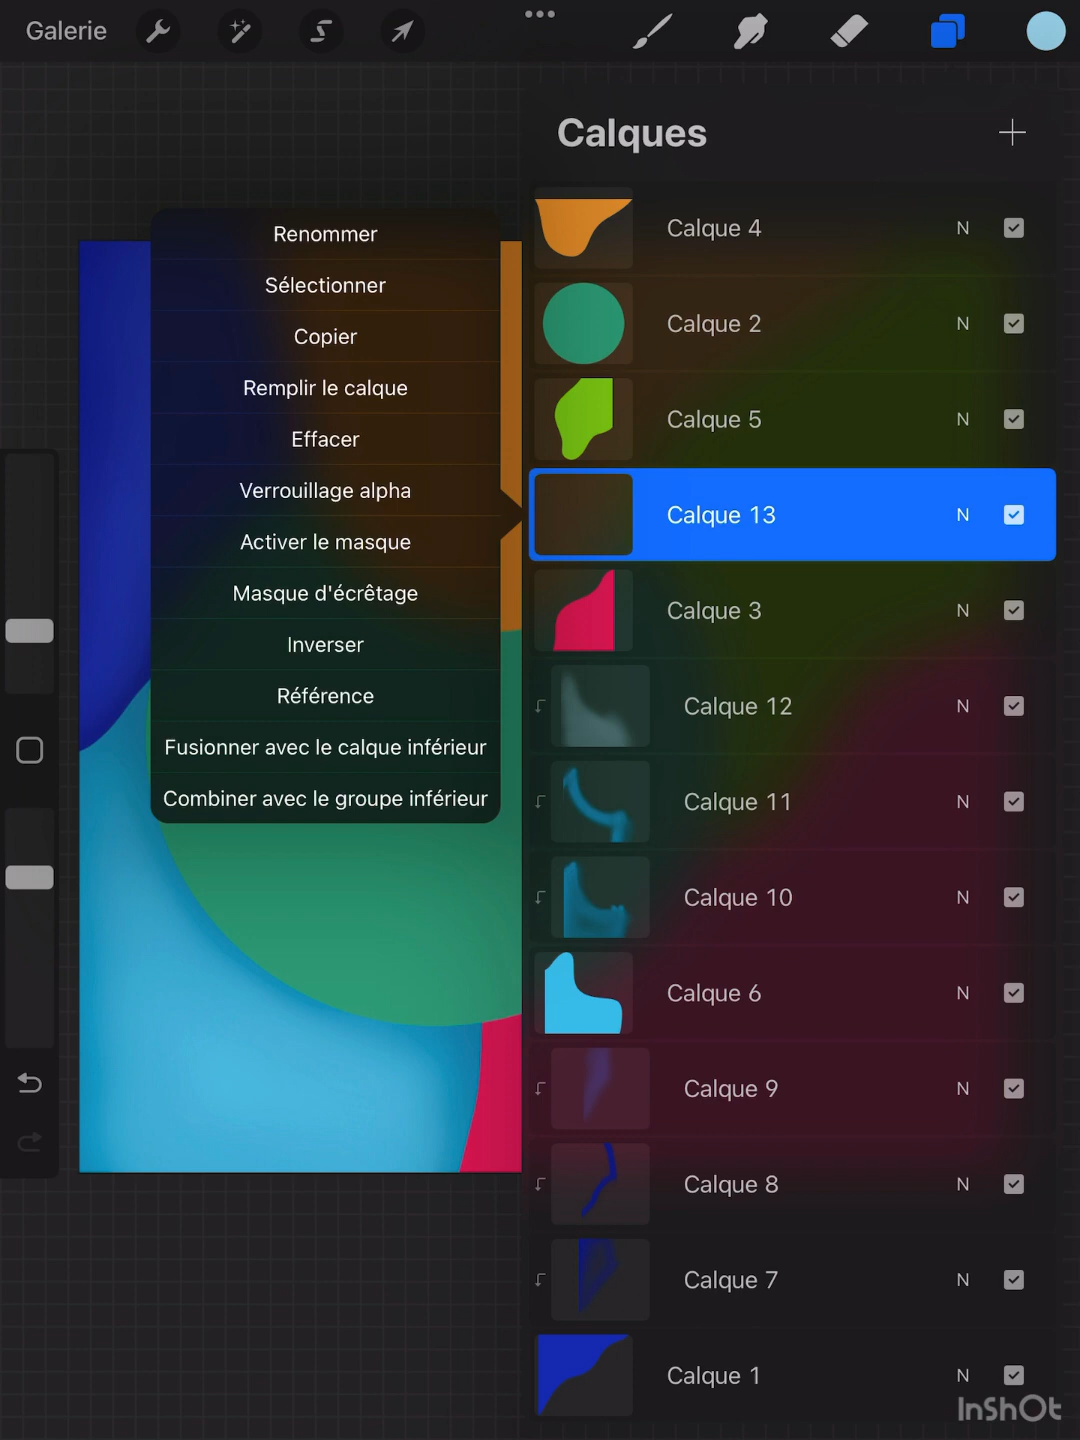 Galerie
Calques
Renommer
Sélectionner
Copier
Remplir le calque
Effacer
Verrouillage alpha
Activer le masque
Masque d'écrêtage
Inverser
Référence
Fusionner avec le calque inférieur
Combiner avec le groupe inférieur
Calque 4 N
Calque 2 N
Calque 5 N
Calque 13 N
Calque 3 N
Calque 12 N
Calque 11 N
Calque 10 N
Calque 6 N
Calque 9 N
Calque 8 N
Calque 7 N
Calque 1 N
InShOt